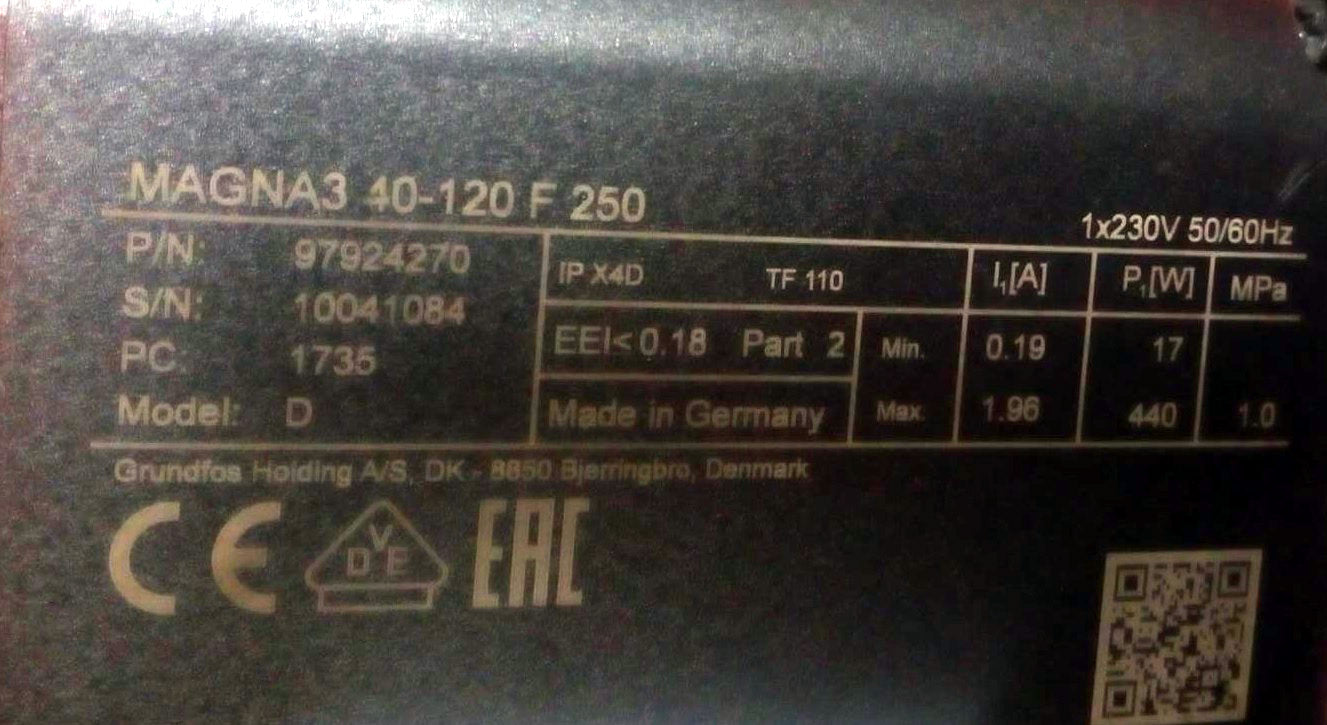 MAGNA3 40-120 F 250
1x230V 50/60Hz
P/N: 97924270
S/N: 10041084
PC: 1735
Model: D
IP X4D TF 110
EEI<0.18 Part 2
Made in Germany
I₁[A] P₁[W] MPa
Min. 0.19 17
Max. 1.96 440 1.0
Grundfos Holding A/S, DK - 8850 Bjerringbro, Denmark
CE VDE EAC